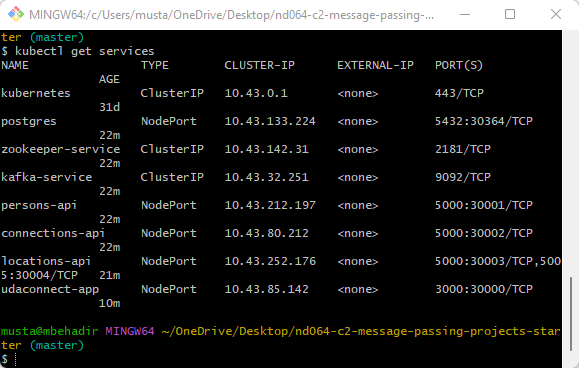 MINGW64:/c/Users/musta/OneDrive/Desktop/nd064-c2-message-passing-...
ter (master)
$ kubectl get services
NAME TYPE CLUSTER-IP EXTERNAL-IP PORT(S)
AGE
kubernetes ClusterIP 10.43.0.1 <none> 443/TCP
31d
postgres NodePort 10.43.133.224 <none> 5432:30364/TCP
22m
zookeeper-service ClusterIP 10.43.142.31 <none> 2181/TCP
22m
kafka-service ClusterIP 10.43.32.251 <none> 9092/TCP
22m
persons-api NodePort 10.43.212.197 <none> 5000:30001/TCP
22m
connections-api NodePort 10.43.80.212 <none> 5000:30002/TCP
22m
locations-api NodePort 10.43.252.176 <none> 5000:30003/TCP,500
5:30004/TCP 21m
udaconnect-app NodePort 10.43.85.142 <none> 3000:30000/TCP
10m
musta@mbehadir MINGW64 ~/OneDrive/Desktop/nd064-c2-message-passing-projects-star
ter (master)
$